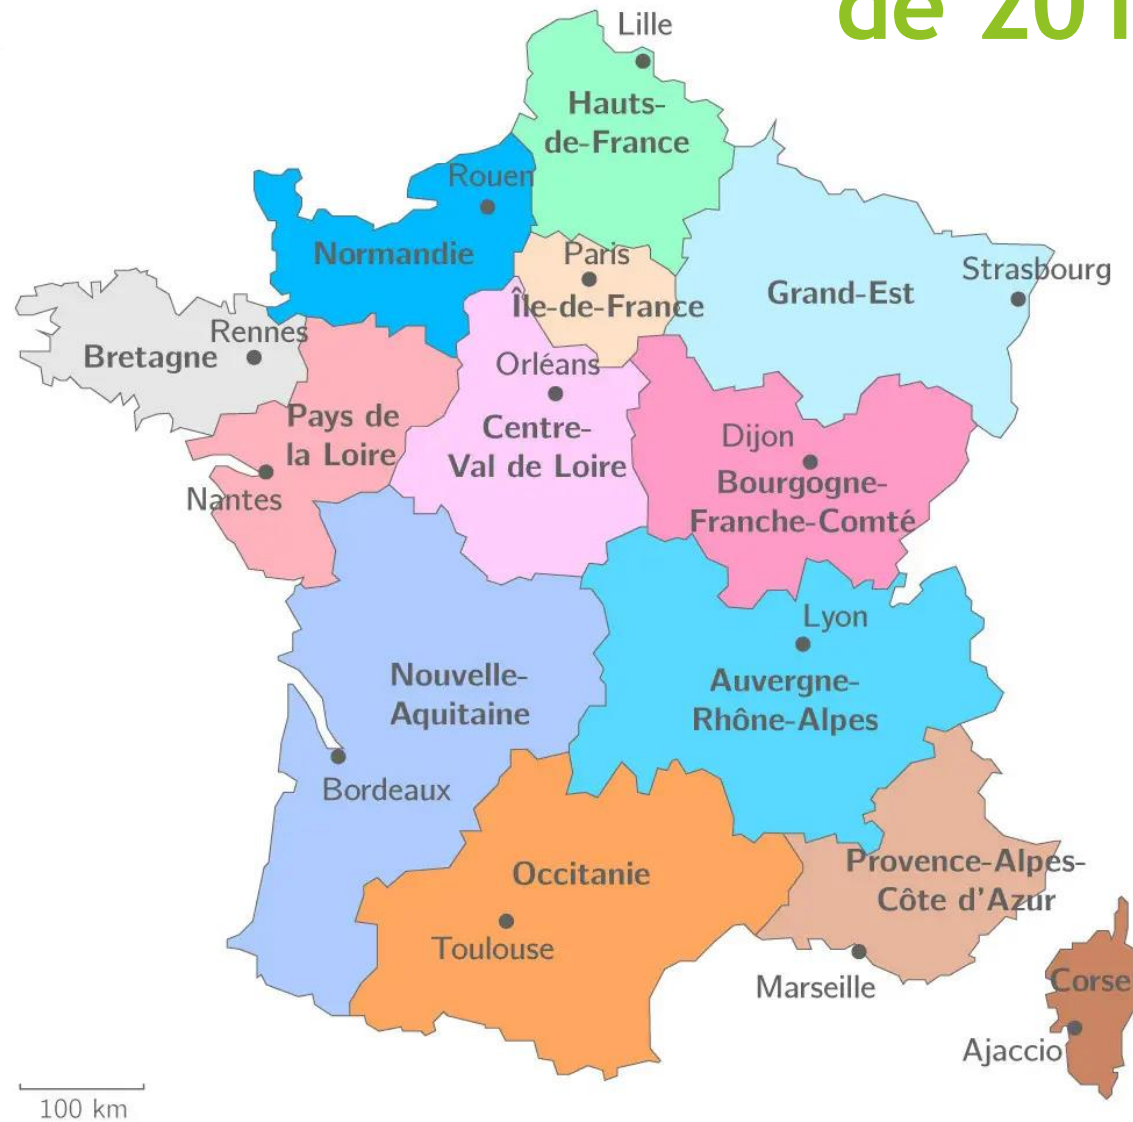 de 201
Lille
Hauts-
de-France
Rouen
Normandie
Paris
Île-de-France
Strasbourg
Grand-Est
Rennes
Bretagne
Orléans
Centre-
Val de Loire
Pays de
la Loire
Nantes
Dijon
Bourgogne-
Franche-Comté
Lyon
Auvergne-
Rhône-Alpes
Nouvelle-
Aquitaine
Bordeaux
Occitanie
Toulouse
Provence-Alpes-
Côte d'Azur
Marseille
Corse
Ajaccio
100 km